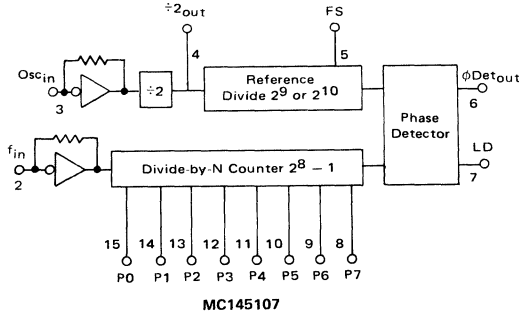 ÷2out
FS
Oscin
3
÷2
4
5
Reference
Divide 2⁹ or 2¹⁰
Phase
Detector
ϕDetout
6
fin
2
Divide-by-N Counter 2⁸ – 1
LD
7
15 14 13 12 11 10 9 8
P0 P1 P2 P3 P4 P5 P6 P7
MC145107